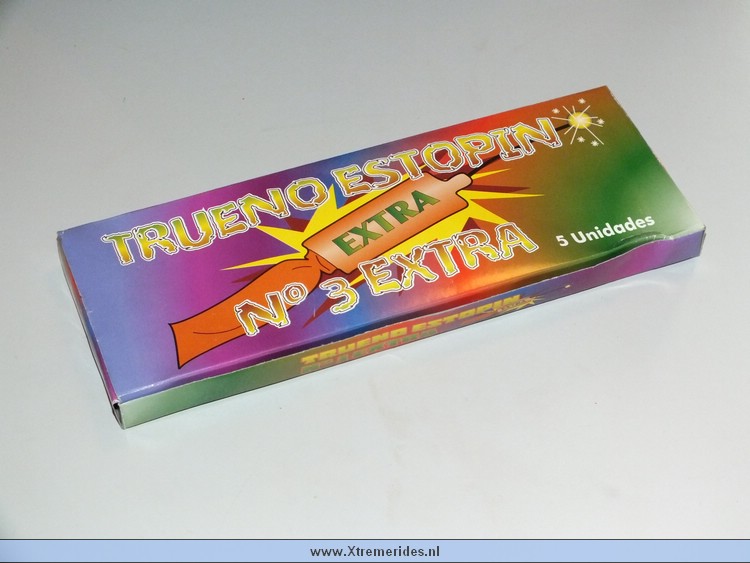 TRUENO ESTOPIN
EXTRA
Nº 3 EXTRA
5 Unidades
TRUENO ESTOPIN
www.Xtremerides.nl